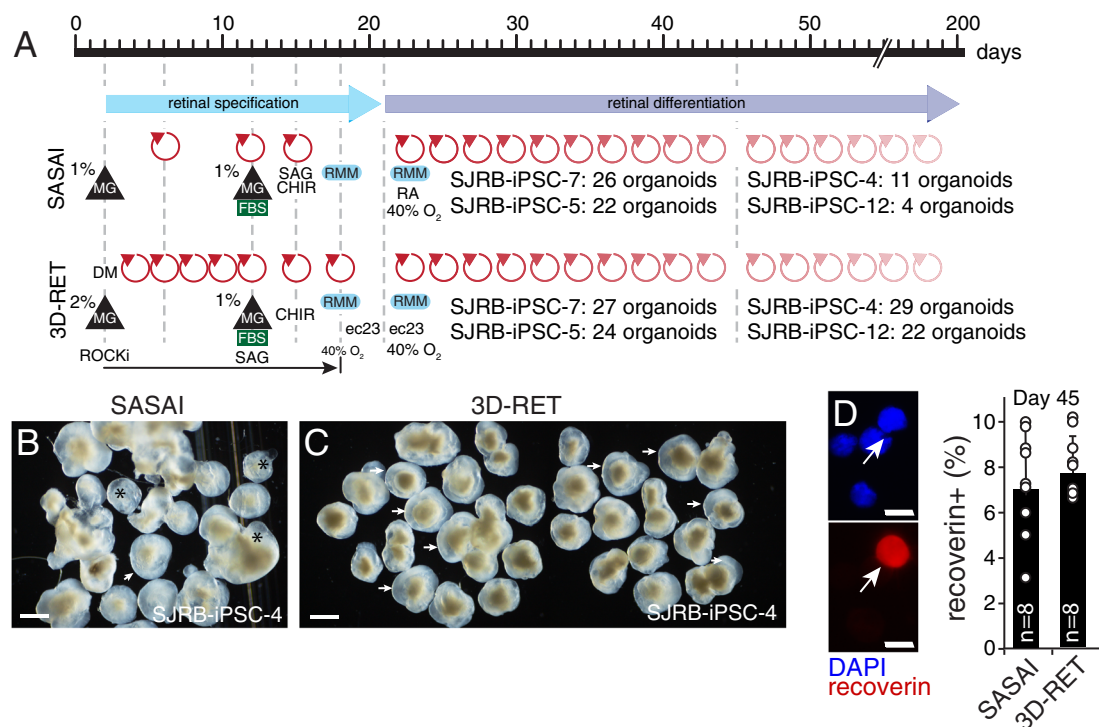 A
0 10 20 30 40 50 200
days
retinal specification
retinal differentiation
SASAI
1% MG
1% MG
FBS
SAG
CHIR
RMM
RMM
RA
40% O2
SJRB-iPSC-7: 26 organoids
SJRB-iPSC-5: 22 organoids
SJRB-iPSC-4: 11 organoids
SJRB-iPSC-12: 4 organoids
3D-RET
DM
2% MG
ROCKi
1% MG
FBS
SAG
CHIR
RMM
ec23
40% O2
RMM
ec23
40% O2
SJRB-iPSC-7: 27 organoids
SJRB-iPSC-5: 24 organoids
SJRB-iPSC-4: 29 organoids
SJRB-iPSC-12: 22 organoids
SASAI
B
*
*
*
SJRB-iPSC-4
3D-RET
C
SJRB-iPSC-4
D
DAPI
recoverin
Day 45
recoverin+ (%)
10
8
6
4
2
0
n=8
n=8
SASAI
3D-RET